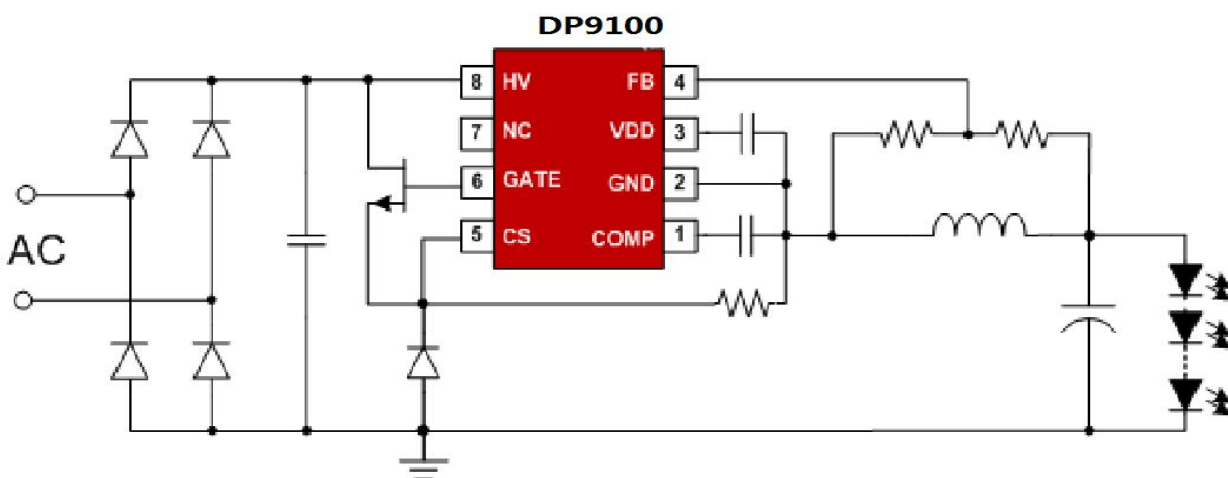 DP9100
8 HV FB 4
7 NC VDD 3
6 GATE GND 2
5 CS COMP 1
AC